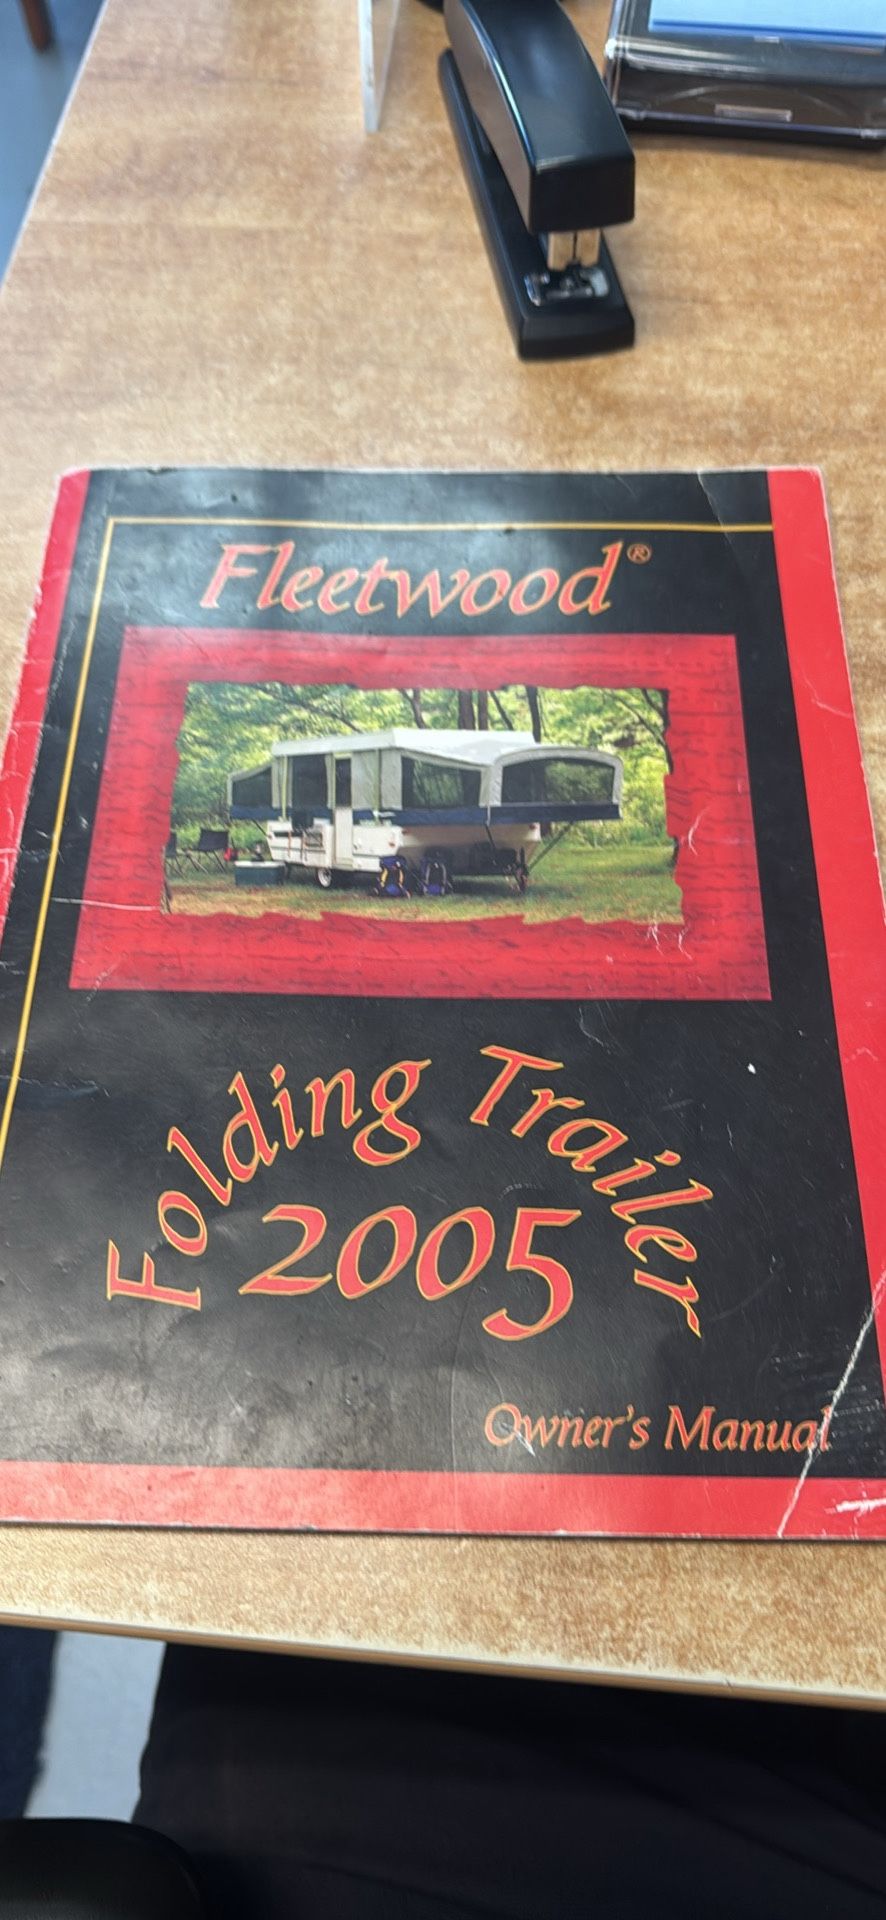 Fleetwood®
Folding Trailer
2005
Owner's Manual